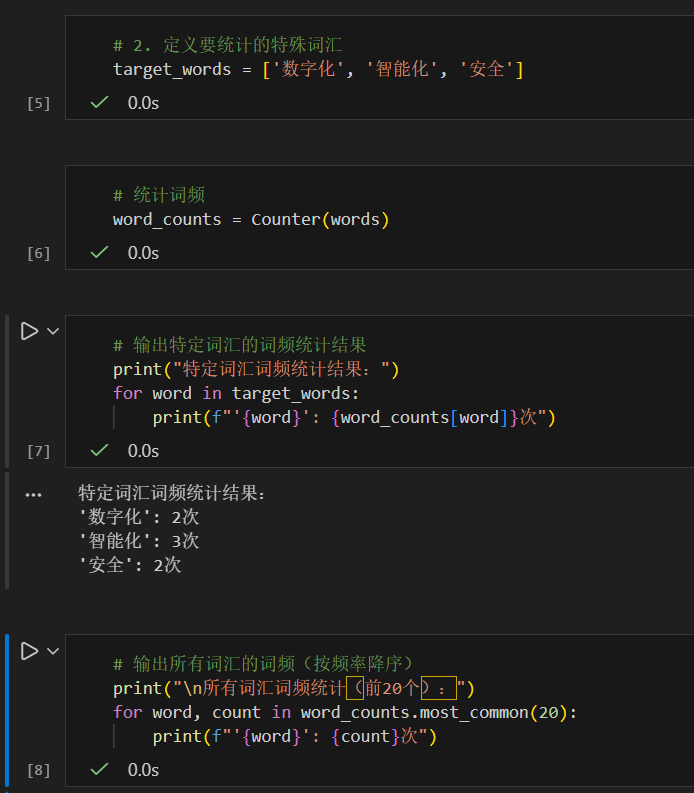 # 2. 定义要统计的特殊词汇
target_words = ['数字化', '智能化', '安全']
[5]
0.0s
# 统计词频
word_counts = Counter(words)
[6]
0.0s
# 输出特定词汇的词频统计结果
print("特定词汇词频统计结果：")
for word in target_words:
    print(f"'{word}': {word_counts[word]}次")
[7]
0.0s
特定词汇词频统计结果：
'数字化': 2次
'智能化': 3次
'安全': 2次
# 输出所有词汇的词频（按频率降序）
print("\n所有词汇词频统计（前20个）：")
for word, count in word_counts.most_common(20):
    print(f"'{word}': {count}次")
[8]
0.0s